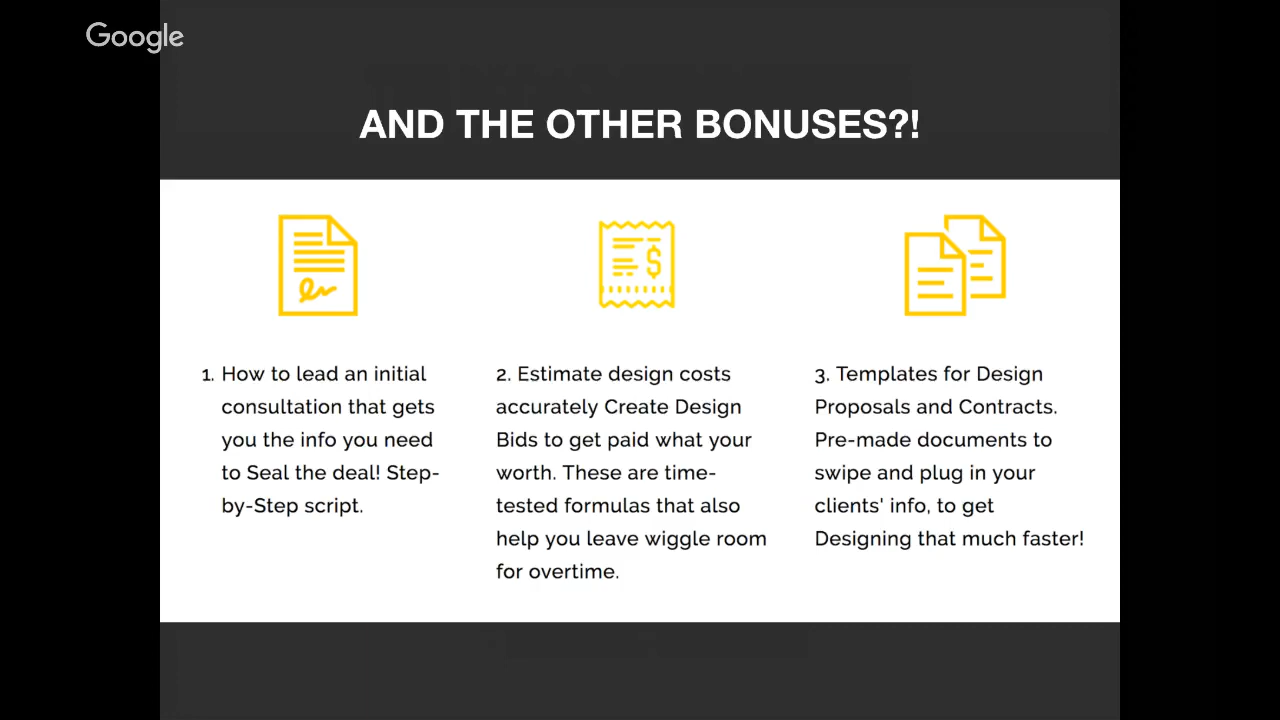 Google
AND THE OTHER BONUSES?!
1. How to lead an initial
consultation that gets
you the info you need
to Seal the deal! Step-
by-Step script.
2. Estimate design costs
accurately Create Design
Bids to get paid what your
worth. These are time-
tested formulas that also
help you leave wiggle room
for overtime.
3. Templates for Design
Proposals and Contracts.
Pre-made documents to
swipe and plug in your
clients' info, to get
Designing that much faster!